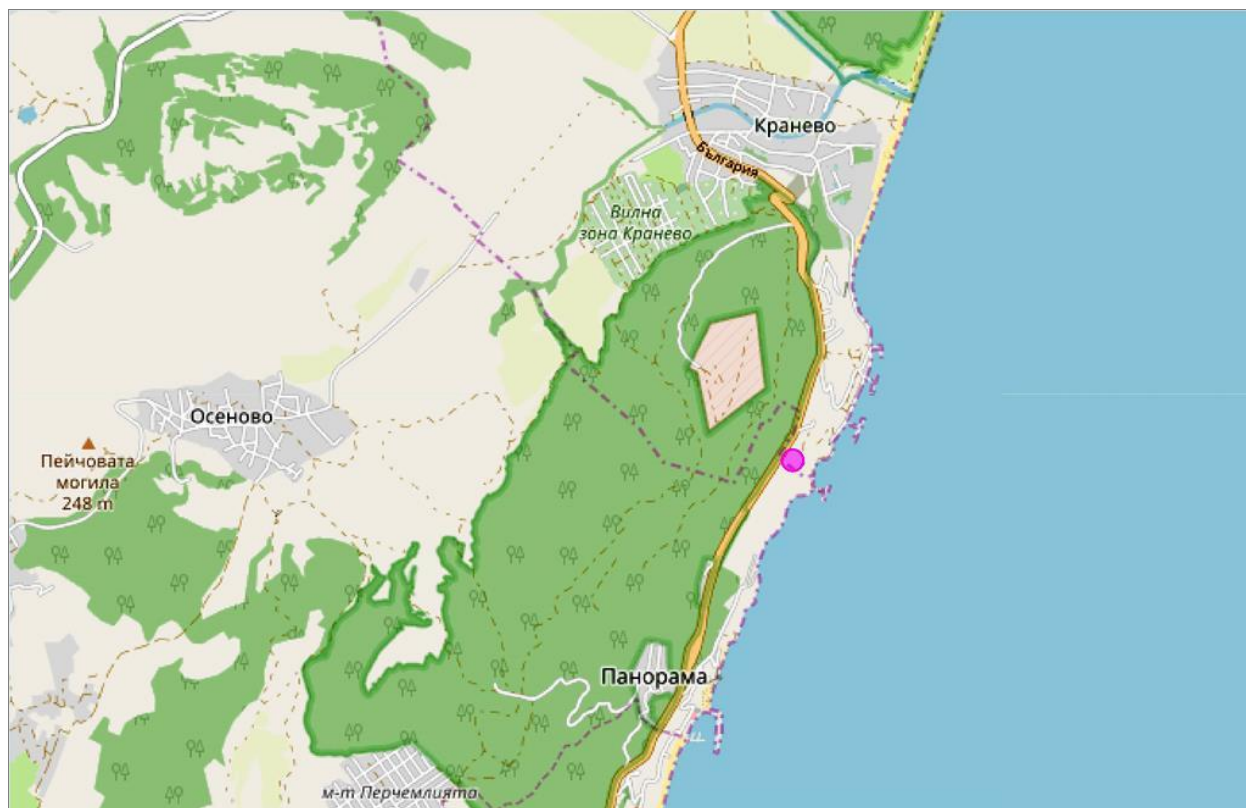 Кранево
България
Вилна
зона Кранево
Осеново
Пейчовата
могила
248 m
Панорама
м-т Перчемлията